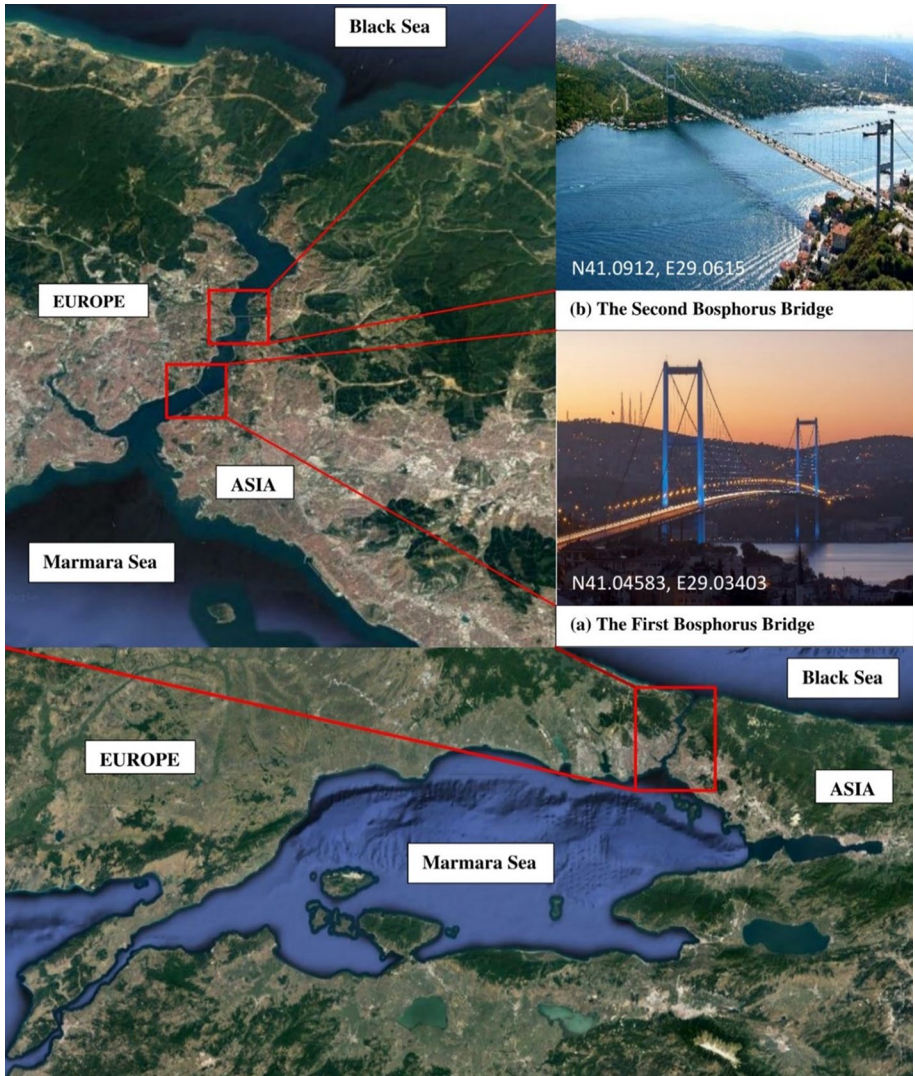 Black Sea
EUROPE
ASIA
Marmara Sea
N41.0912, E29.0615
(b) The Second Bosphorus Bridge
N41.04583, E29.03403
(a) The First Bosphorus Bridge
Black Sea
EUROPE
ASIA
Marmara Sea